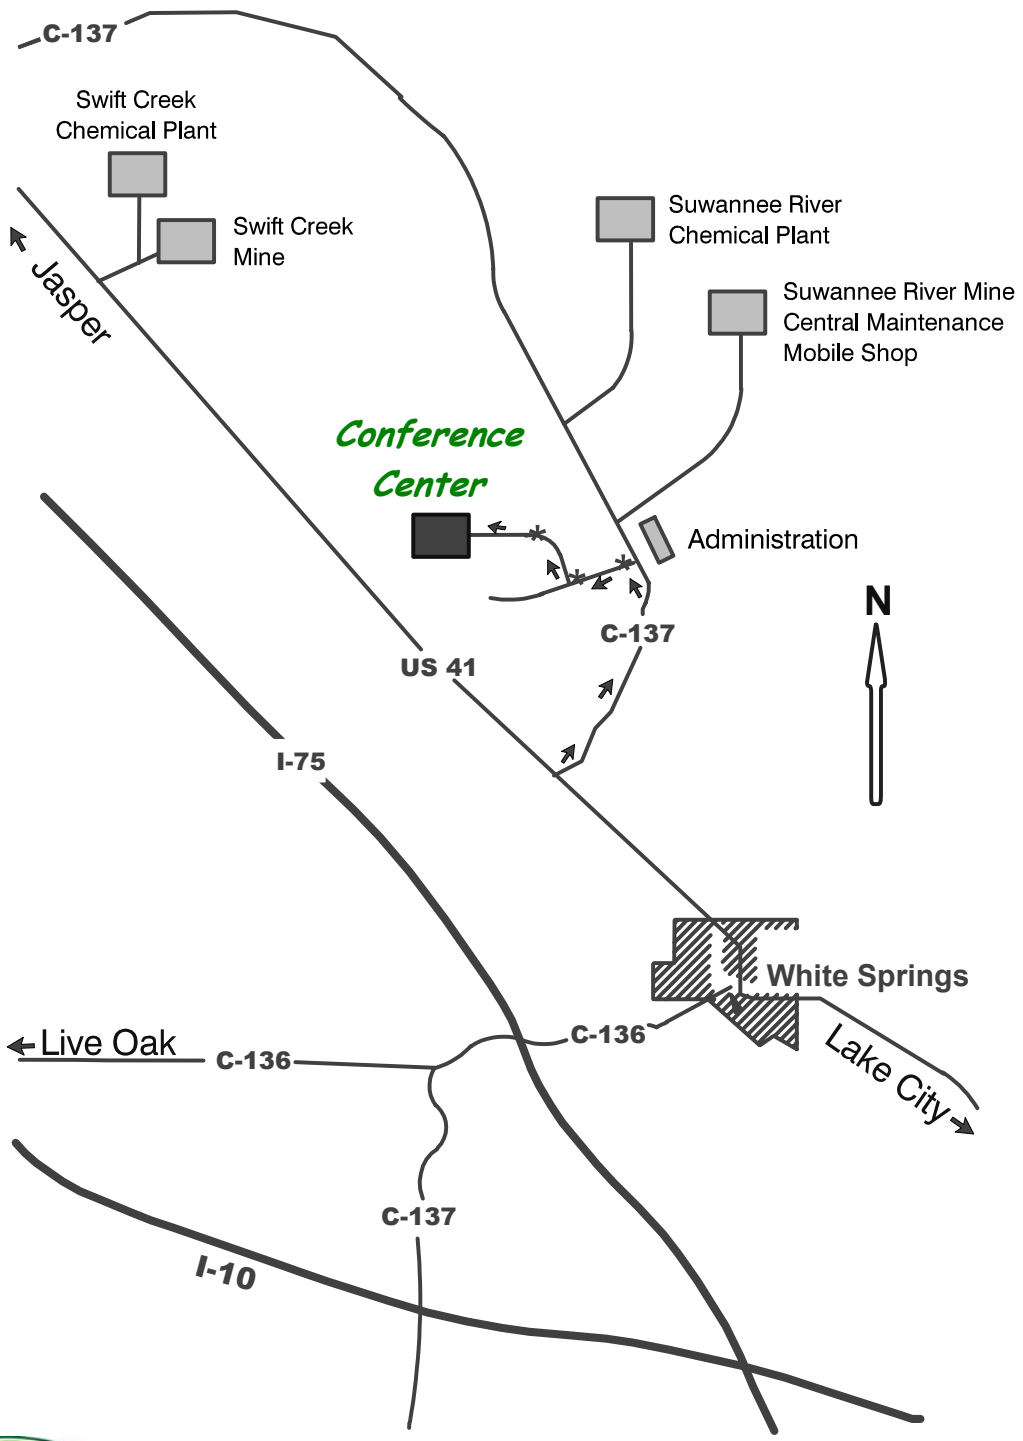 C-137
Swift Creek
Chemical Plant
Suwannee River
Chemical Plant
Swift Creek
Mine
Jasper
Suwannee River Mine
Central Maintenance
Mobile Shop
Conference
Center
Administration
N
C-137
US 41
I-75
White Springs
C-136
Live Oak
C-136
Lake City
C-137
I-10